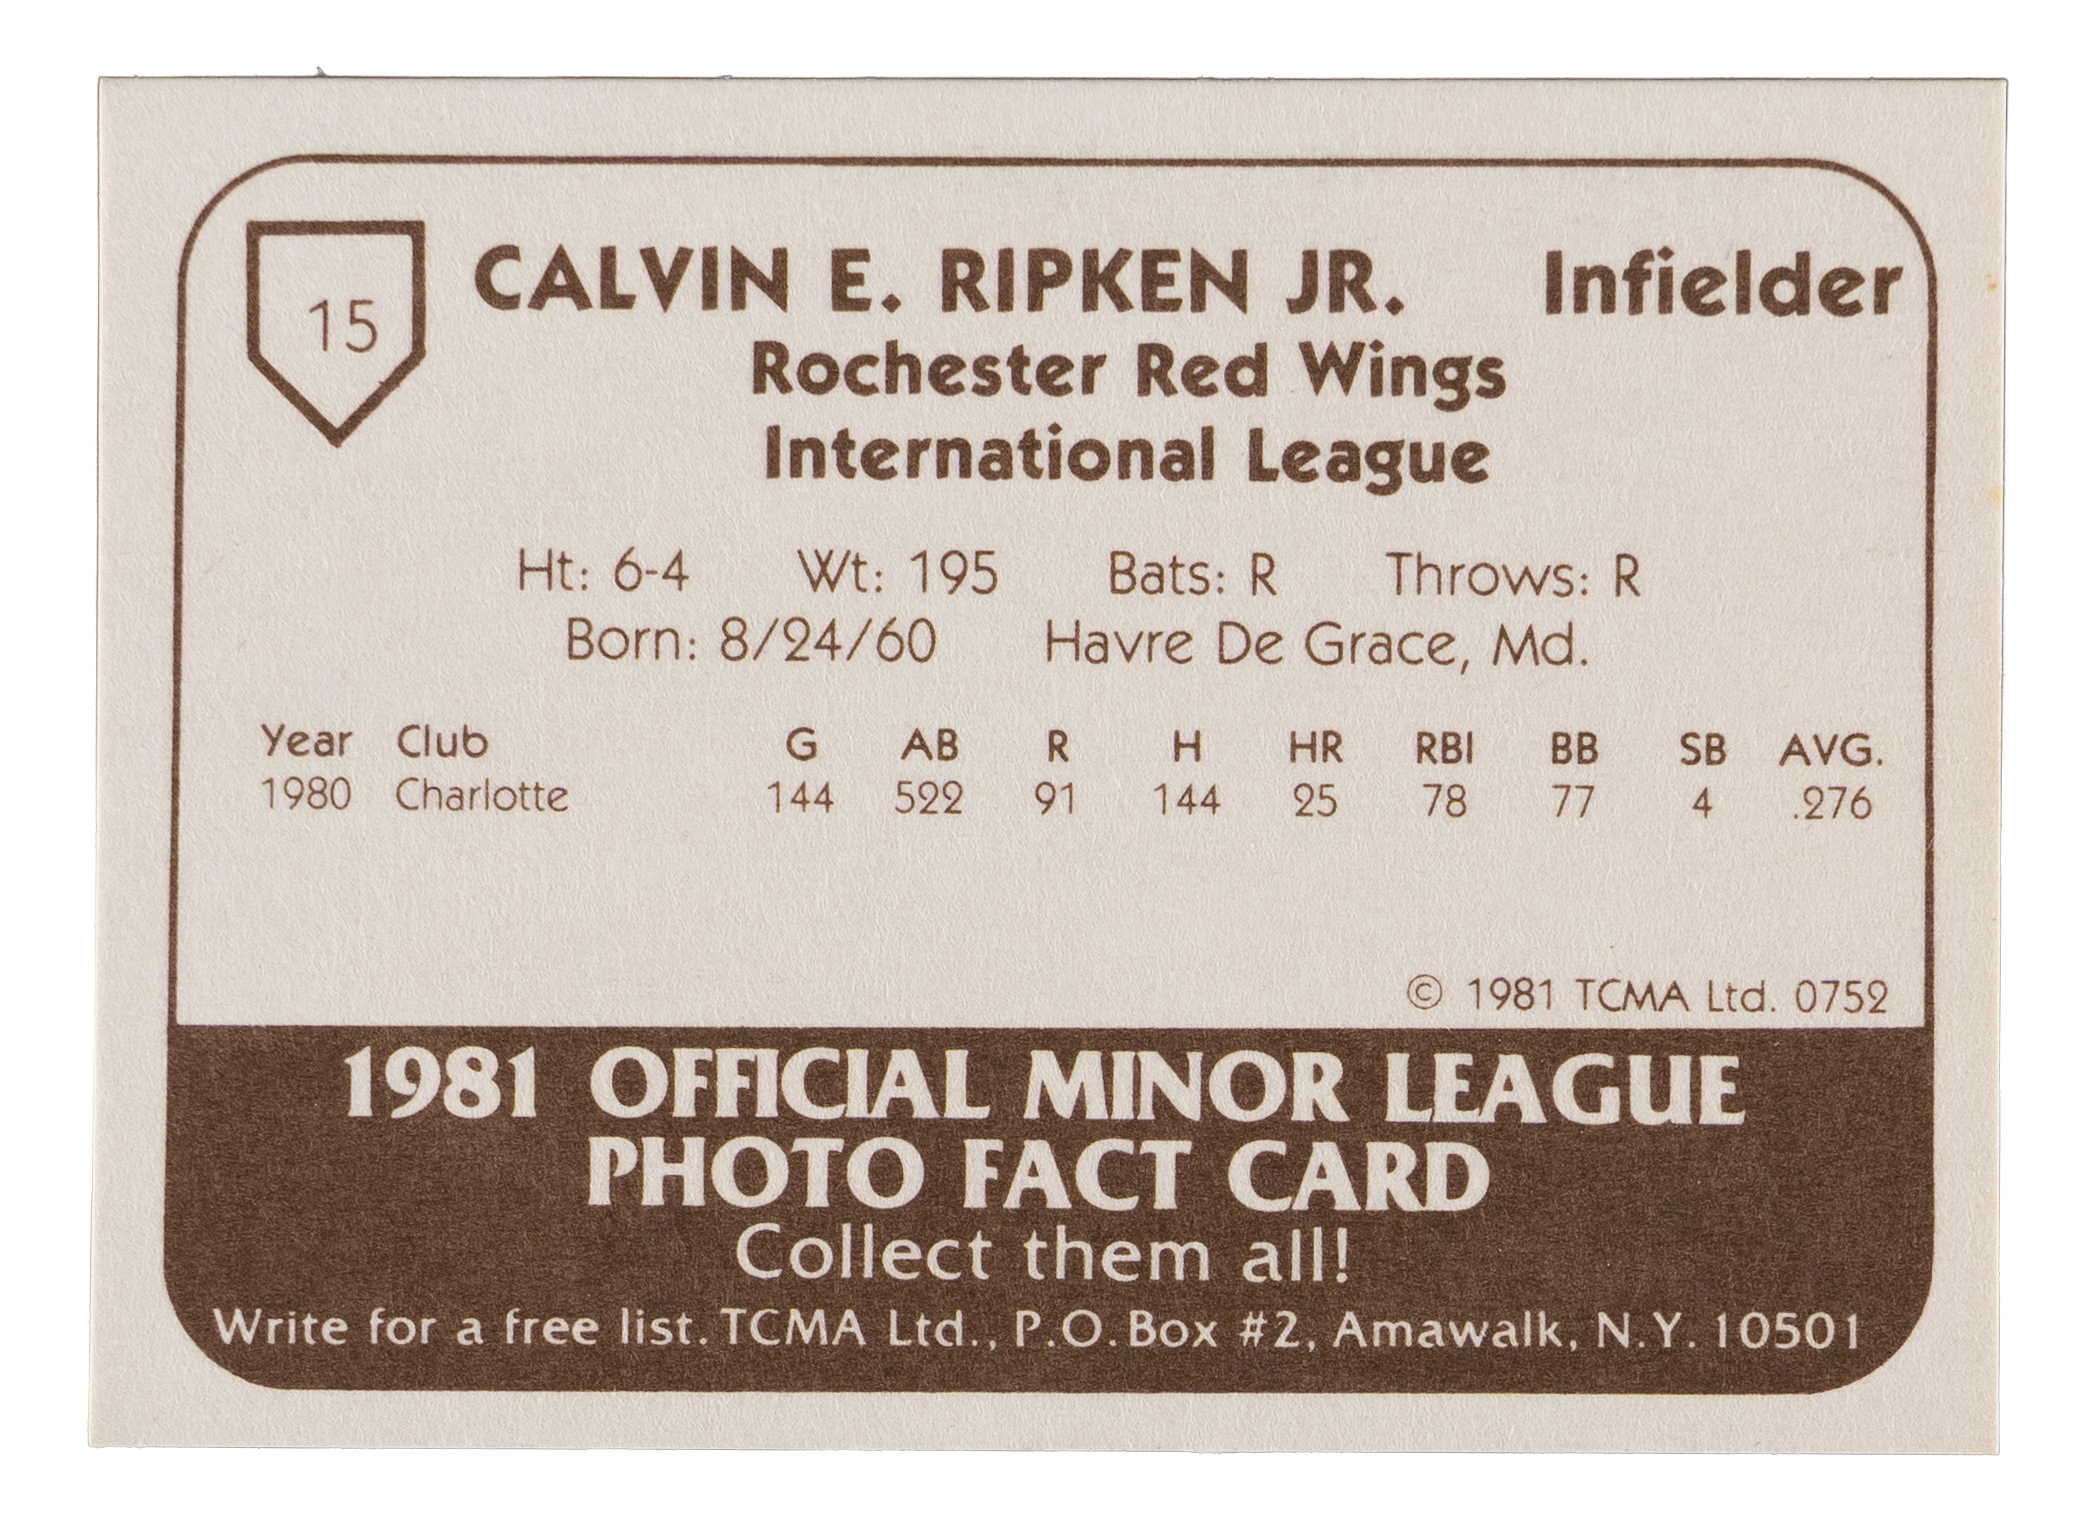 15
CALVIN E. RIPKEN JR. Infielder
Rochester Red Wings
International League
Ht: 6-4 Wt: 195 Bats: R Throws: R
Born: 8/24/60 Havre De Grace, Md.
Year Club G AB R H HR RBI BB SB AVG.
1980 Charlotte 144 522 91 144 25 78 77 4 .276
© 1981 TCMA Ltd. 0752
1981 OFFICIAL MINOR LEAGUE
PHOTO FACT CARD
Collect them all!
Write for a free list. TCMA Ltd., P.O. Box #2, Amawalk, N.Y. 10501